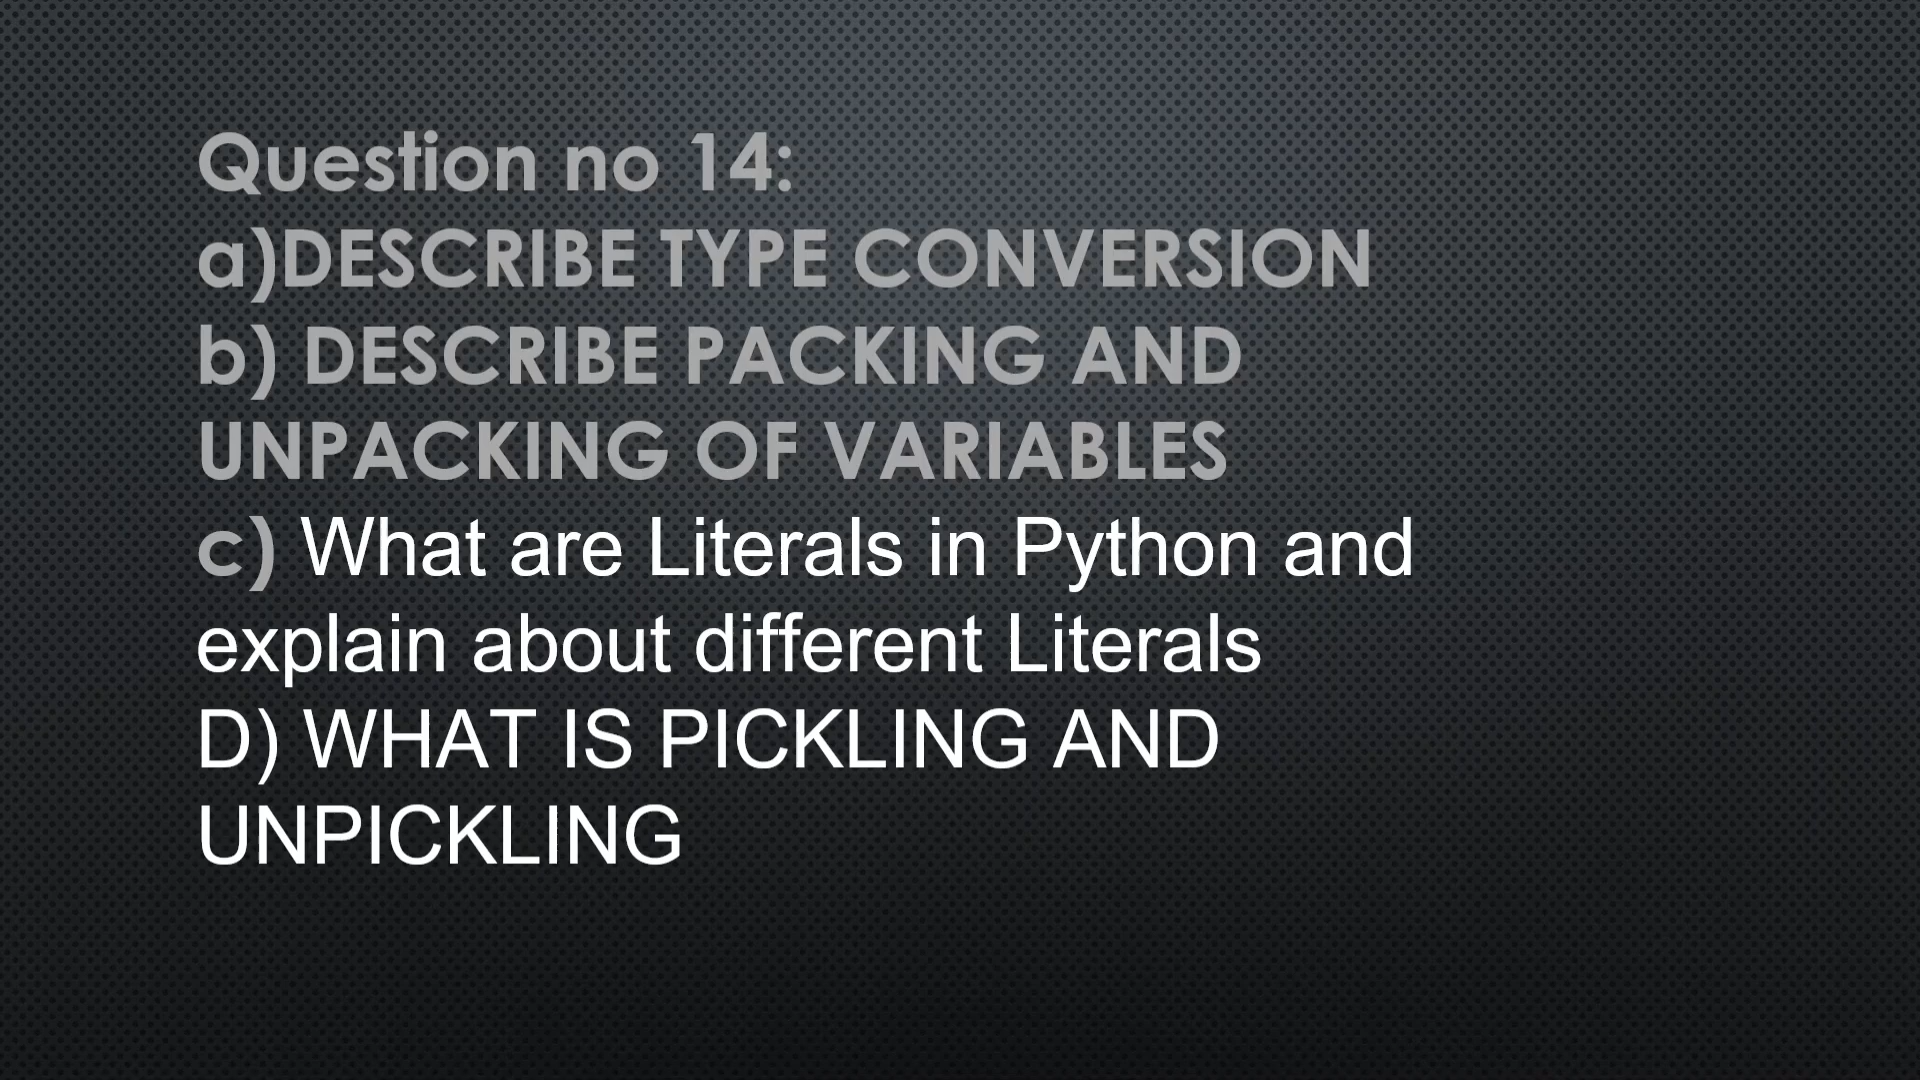 Question no 14:
a)DESCRIBE TYPE CONVERSION
b) DESCRIBE PACKING AND
UNPACKING OF VARIABLES
c) What are Literals in Python and
explain about different Literals
D) WHAT IS PICKLING AND
UNPICKLING